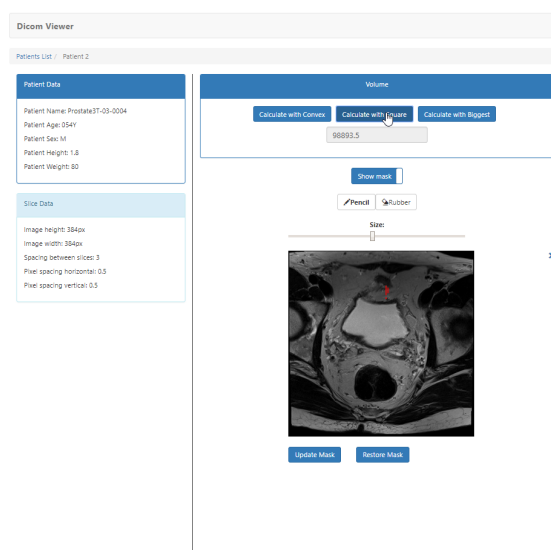 Dicom Viewer
Patients List / Patient 2
Patient Data
Patient Name: Prostate3T-03-0004
Patient Age: 054Y
Patient Sex: M
Patient Height: 1.8
Patient Weight: 80
Slice Data
Image height: 384px
Image width: 384px
Spacing between slices: 3
Pixel spacing horizontal: 0.5
Pixel spacing vertical: 0.5
Volume
Calculate with Convex Calculate with Square Calculate with Biggest
98893.5
Show mask
Pencil Rubber
Size:
Update Mask Restore Mask